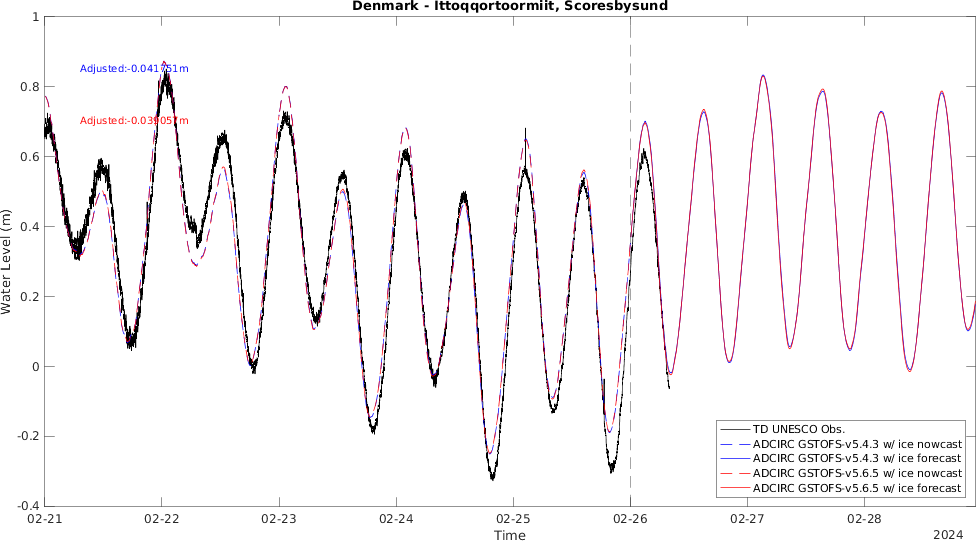 Denmark - Ittoqqortoormiit, Scoresbysund
Adjusted:-0.041751m
Adjusted:-0.039057m
Water Level (m)
1
0.8
0.6
0.4
0.2
0
-0.2
-0.4
TD UNESCO Obs.
ADCIRC GSTOFS-v5.4.3 w/ ice nowcast
ADCIRC GSTOFS-v5.4.3 w/ ice forecast
ADCIRC GSTOFS-v5.6.5 w/ ice nowcast
ADCIRC GSTOFS-v5.6.5 w/ ice forecast
02-21 02-22 02-23 02-24 02-25 02-26 02-27 02-28
Time
2024